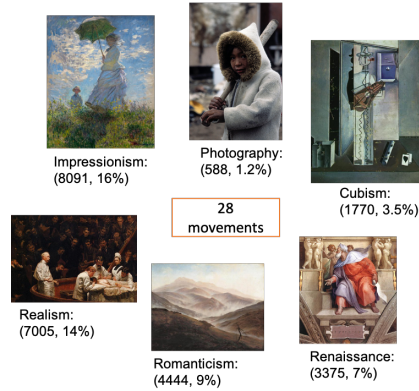 Impressionism:
(8091, 16%)
Photography:
(588, 1.2%)
Cubism:
(1770, 3.5%)
28
movements
Realism:
(7005, 14%)
Romanticism:
(4444, 9%)
Renaissance:
(3375, 7%)